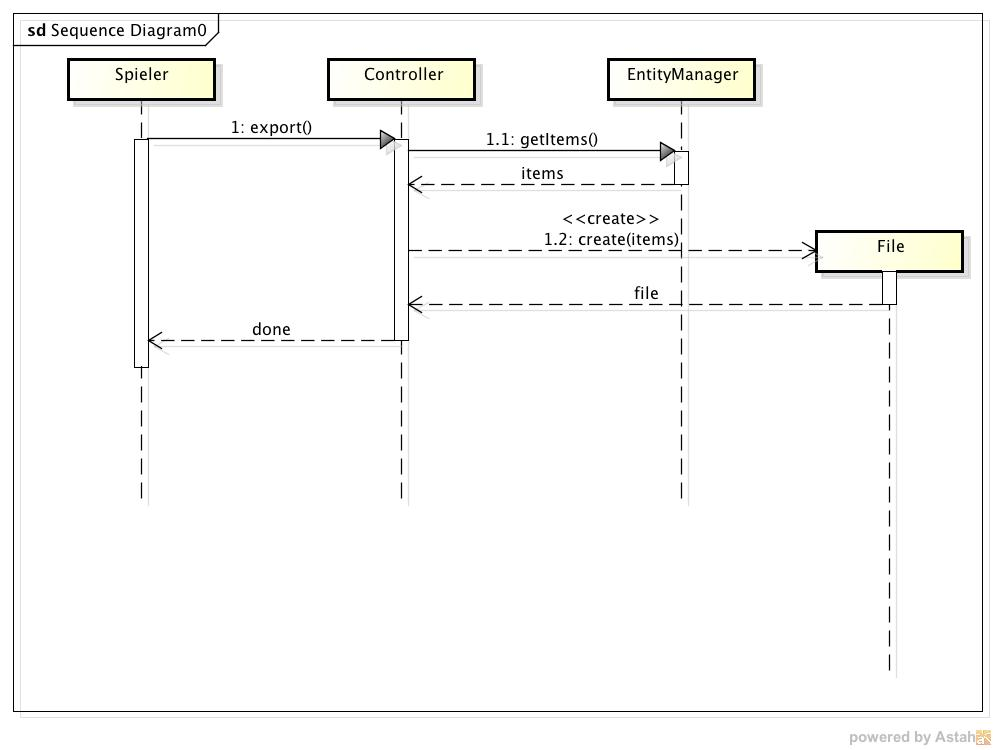 sd Sequence Diagram0
Spieler
Controller
EntityManager
1: export()
1.1: getItems()
items
<<create>>
1.2: create(items)
File
file
done
powered by Astah